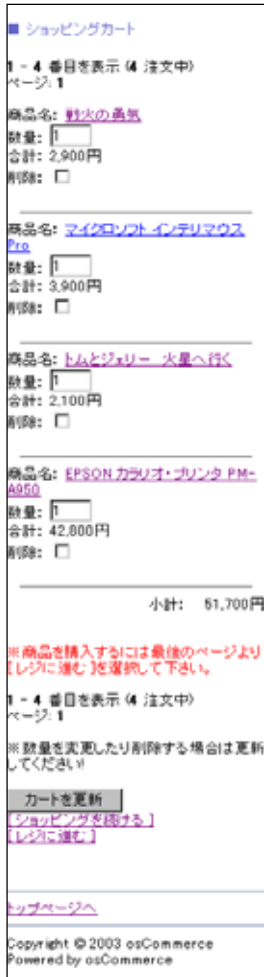 ■ ショッピングカート
1 - 4 番目を表示 (4 注文中)
ページ: 1
商品名: 戦火の勇気
数量: 1
合計: 2,900円
削除:
商品名: マイクロソフト インテリマウス
Pro
数量: 1
合計: 3,900円
削除:
商品名: トムとジェリー 火星へ行く
数量: 1
合計: 2,100円
削除:
商品名: EPSON カラリオ・プリンタ PM-
A950
数量: 1
合計: 42,800円
削除:
小計: 51,700円
※商品を購入するには最後のページより
[レジに進む]を選択して下さい。
1 - 4 番目を表示 (4 注文中)
ページ: 1
※数量を変更したり削除する場合は更新
してください!
カートを更新
[ショッピングを続ける]
[レジに進む]
トップページへ
Copyright © 2003 osCommerce
Powered by osCommerce